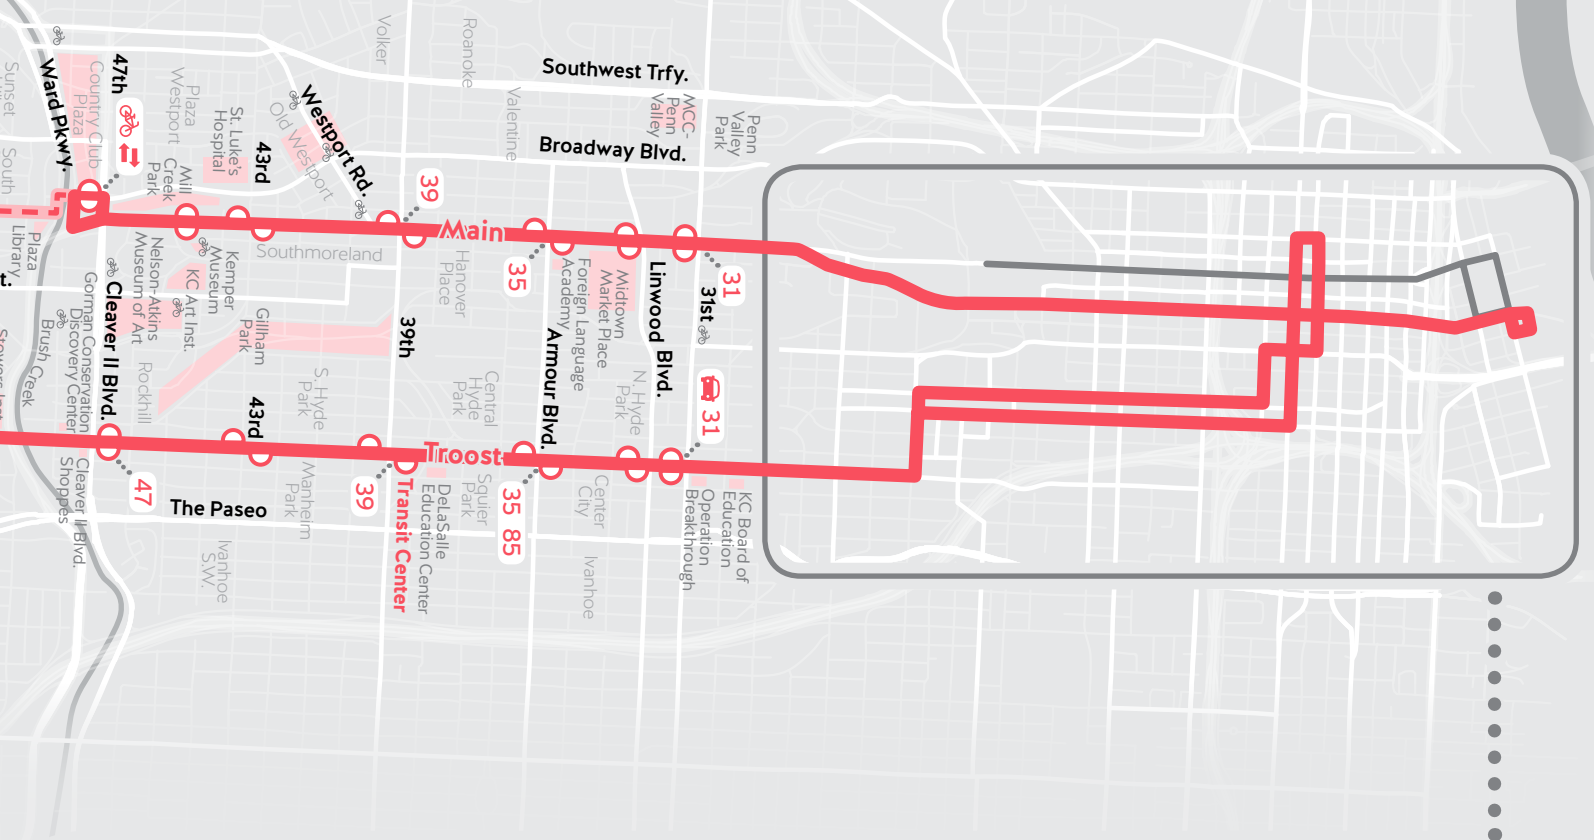 Volker
Roanoke
Southwest Trfy.
Sunset
47th
Ward Pkwy.
Country Club
Plaza
Plaza
Westport
St. Luke's
Hospital
43rd
Westport Rd.
Old Westport
Valentine
MCC-
Penn
Valley
Penn
Valley
Park
Broadway Blvd.
South
Mill
Creek
Park
39
Main
Plaza
Library
Nelson-Atkins
Museum of Art
Kemper
Museum
KC Art Inst.
Southmoreland
Hanover
Place
35
Foreign Language
Academy
Midtown
Market Place
Linwood Blvd.
31
31st
t.
Gorman Conservation
Discovery Center
Cleaver II Blvd.
Brush Creek
Gillham
Park
Rockhill
S. Hyde
Park
39th
Central
Hyde
Park
Armour Blvd.
N. Hyde
Park
31
43rd
Troost
Cleaver II Blvd.
Shoppes
47
The Paseo
Manheim
Park
39
Transit Center
DeLaSalle
Education Center
Squier
Park
35 85
Center
City
Operation
Breakthrough
KC Board of
Education
Ivanhoe
S.W.
Ivanhoe